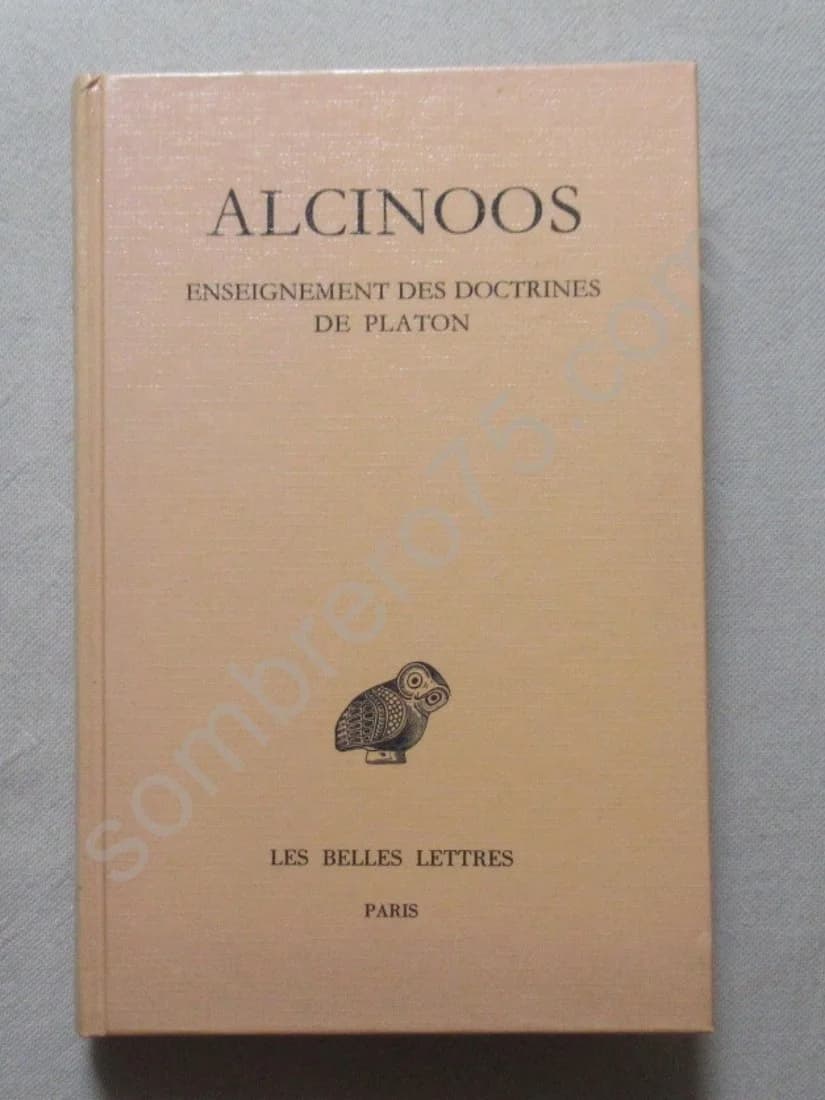 ALCINOOS
ENSEIGNEMENT DES DOCTRINES
DE PLATON
LES BELLES LETTRES
PARIS
sombrero75.com